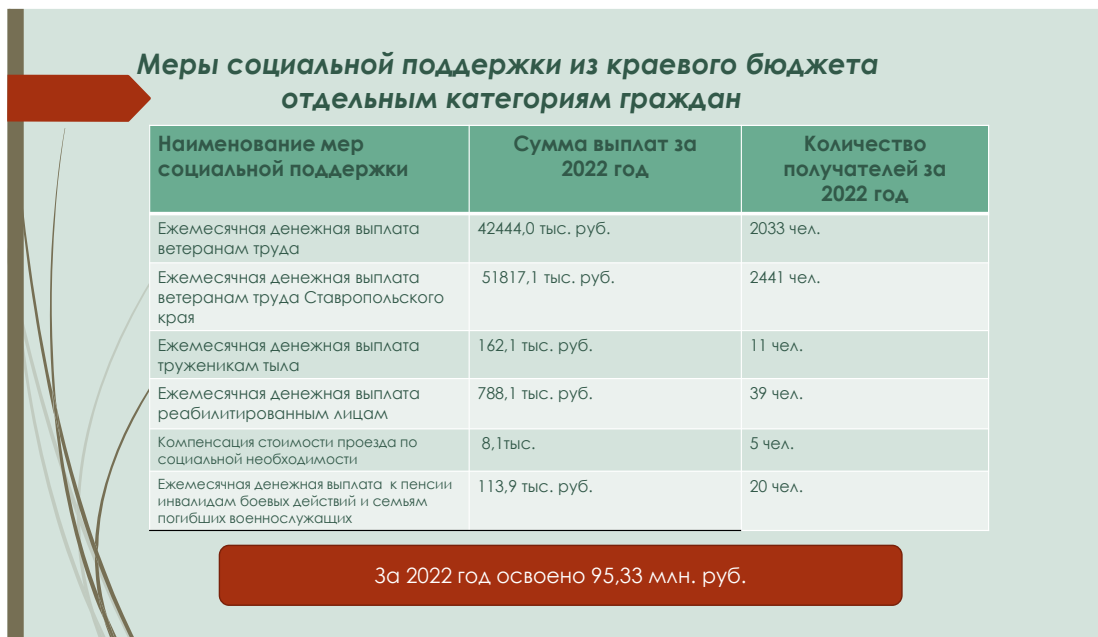 Меры социальной поддержки из краевого бюджета
отдельным категориям граждан
Наименование мер
социальной поддержки
Сумма выплат за
2022 год
Количество
получателей за
2022 год
Ежемесячная денежная выплата
ветеранам труда
42444,0 тыс. руб.
2033 чел.
Ежемесячная денежная выплата
ветеранам труда Ставропольского
края
51817,1 тыс. руб.
2441 чел.
Ежемесячная денежная выплата
труженикам тыла
162,1 тыс. руб.
11 чел.
Ежемесячная денежная выплата
реабилитированным лицам
788,1 тыс. руб.
39 чел.
Компенсация стоимости проезда по
социальной необходимости
8,1тыс.
5 чел.
Ежемесячная денежная выплата к пенсии
инвалидам боевых действий и семьям
погибших военнослужащих
113,9 тыс. руб.
20 чел.
За 2022 год освоено 95,33 млн. руб.